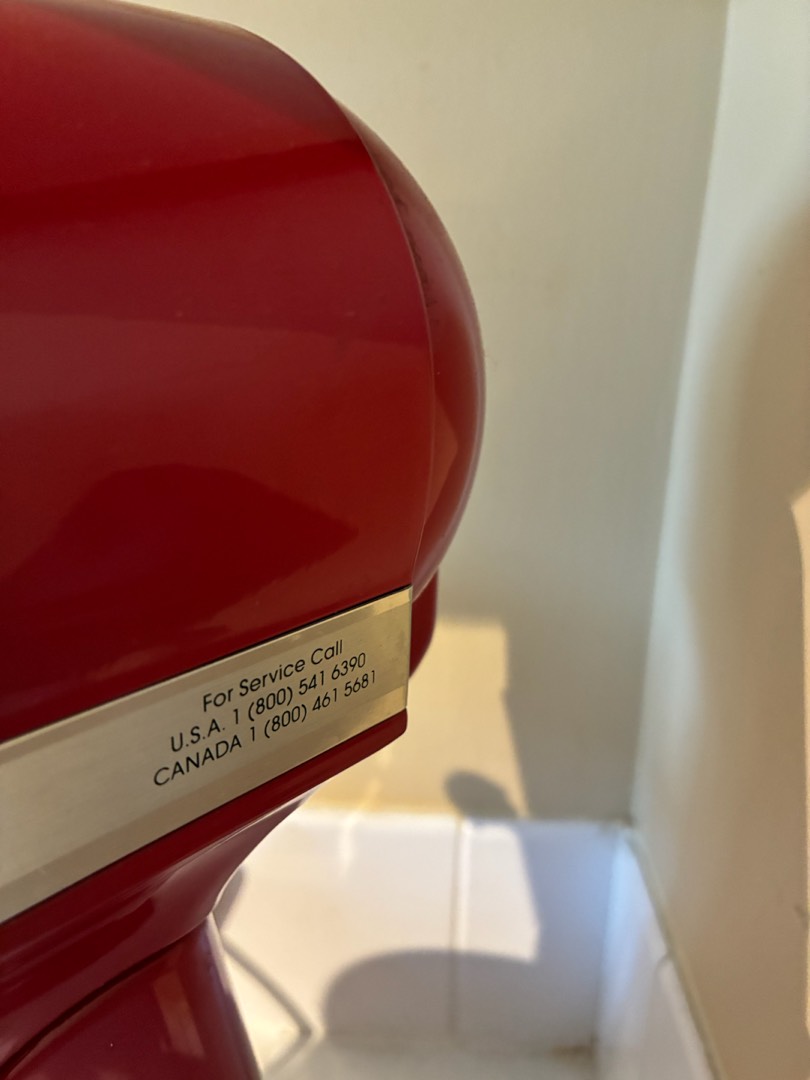 For Service Call
U.S.A. 1 (800) 541 6390
CANADA 1 (800) 461 5681